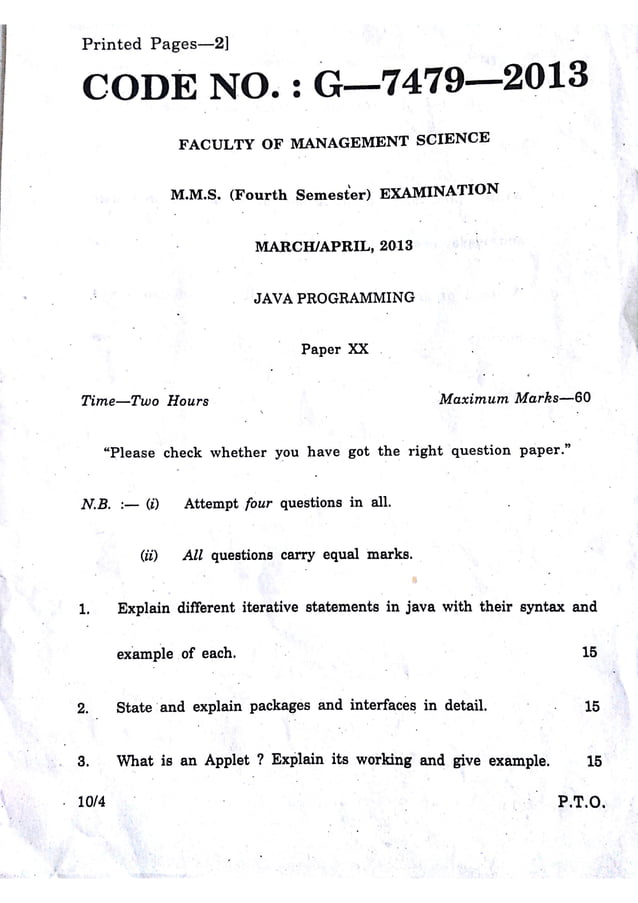 Printed Pages—2]
CODE NO. : G—7479—2013
FACULTY OF MANAGEMENT SCIENCE
M.M.S. (Fourth Semester) EXAMINATION
MARCH/APRIL, 2013
JAVA PROGRAMMING
Paper XX
Time—Two Hours Maximum Marks—60
“Please check whether you have got the right question paper.”
N.B. :— (i) Attempt four questions in all.
(ii) All questions carry equal marks.
1. Explain different iterative statements in java with their syntax and
example of each. 15
2. State and explain packages and interfaces in detail. 15
3. What is an Applet ? Explain its working and give example. 15
10/4 P.T.O.